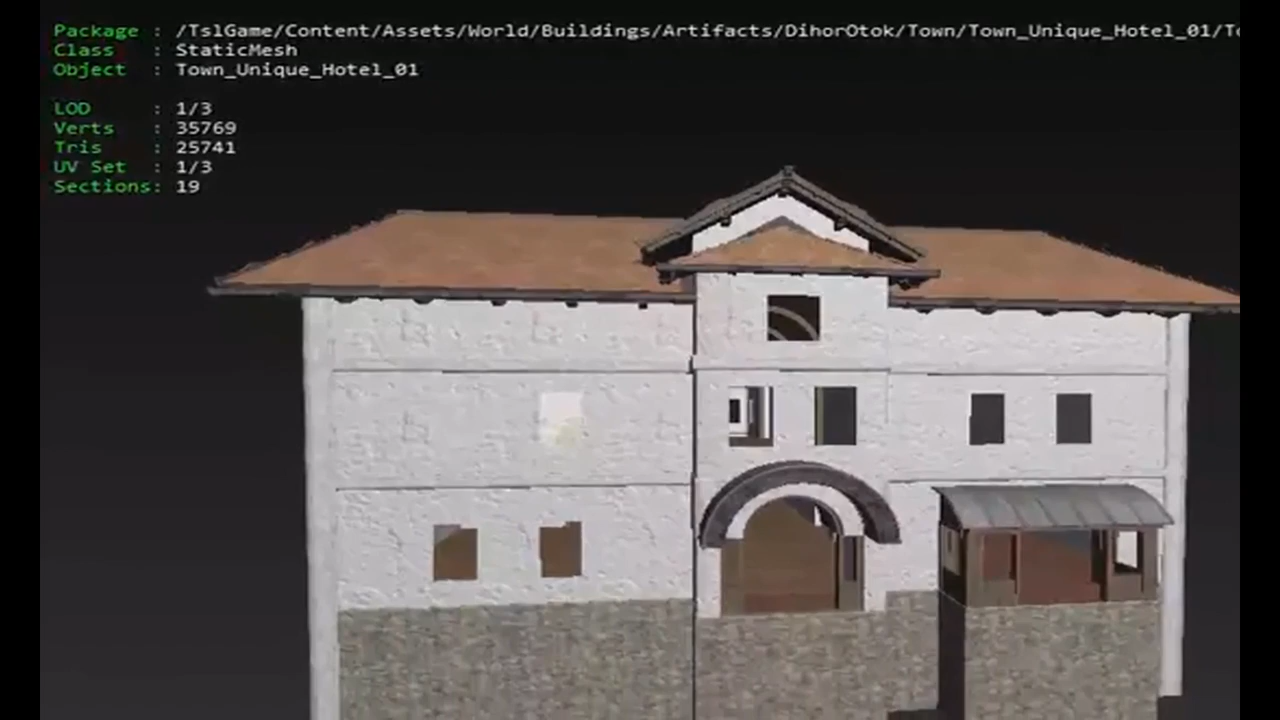 Package : /TslGame/Content/Assets/World/Buildings/Artifacts/DihorOtok/Town/Town_Unique_Hotel_01/
Class : StaticMesh
Object : Town_Unique_Hotel_01
LOD : 1/3
Verts : 35769
Tris : 25741
UV Set : 1/3
Sections: 19